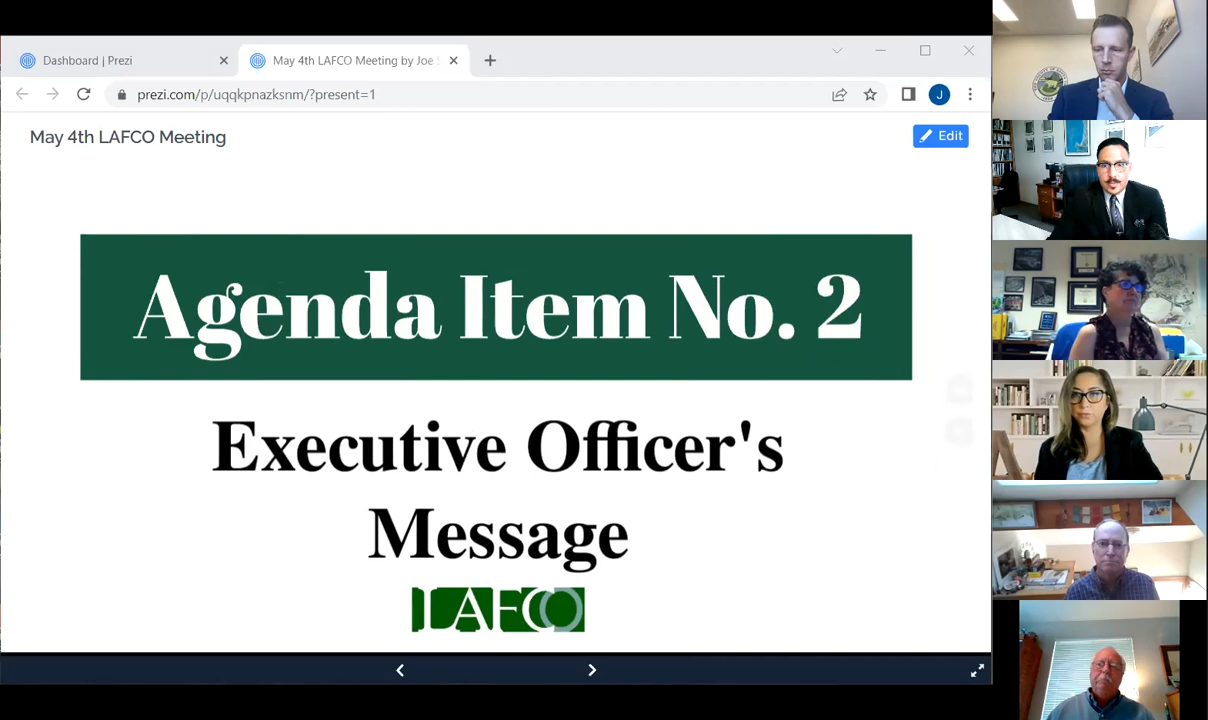 Dashboard | Prezi
May 4th LAFCO Meeting by Joe
prezi.com/p/uqqkpnazksnm/?present=1
J
May 4th LAFCO Meeting
Edit
Agenda Item No. 2
Executive Officer's
Message
LAFCO